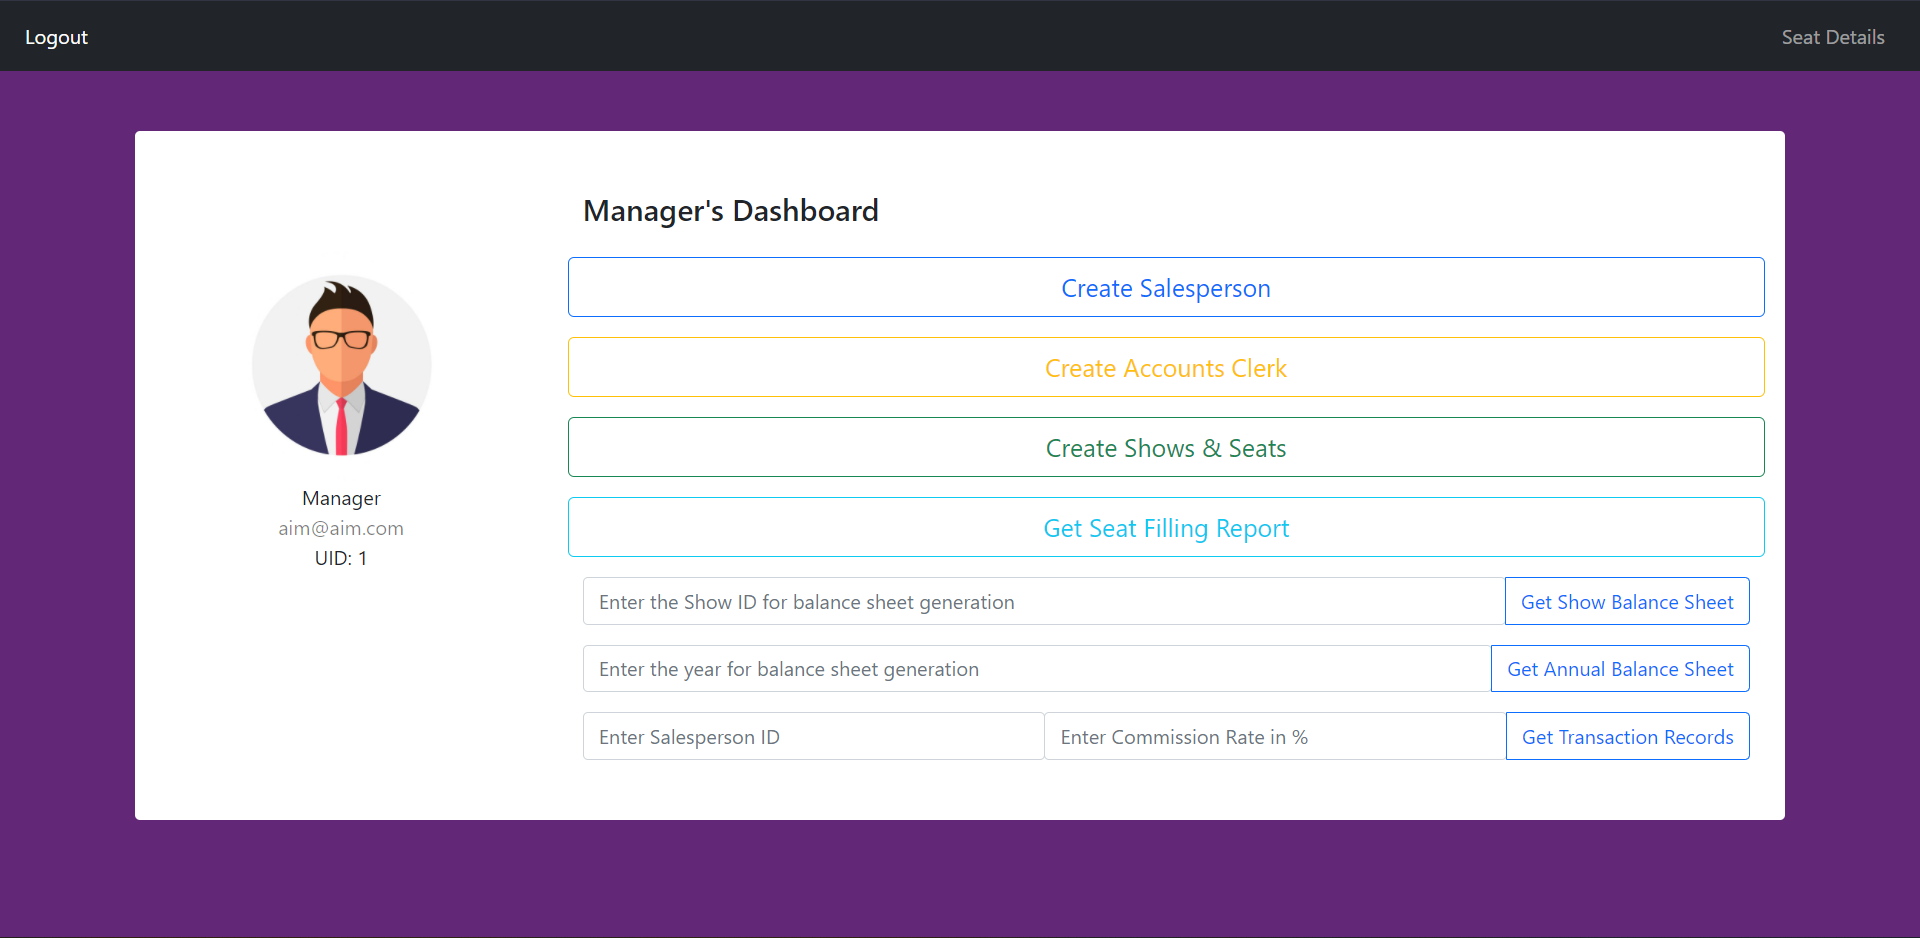 Logout
Seat Details
Manager's Dashboard
Create Salesperson
Create Accounts Clerk
Create Shows & Seats
Get Seat Filling Report
Manager
aim@aim.com
UID: 1
Enter the Show ID for balance sheet generation
Get Show Balance Sheet
Enter the year for balance sheet generation
Get Annual Balance Sheet
Enter Salesperson ID
Enter Commission Rate in %
Get Transaction Records